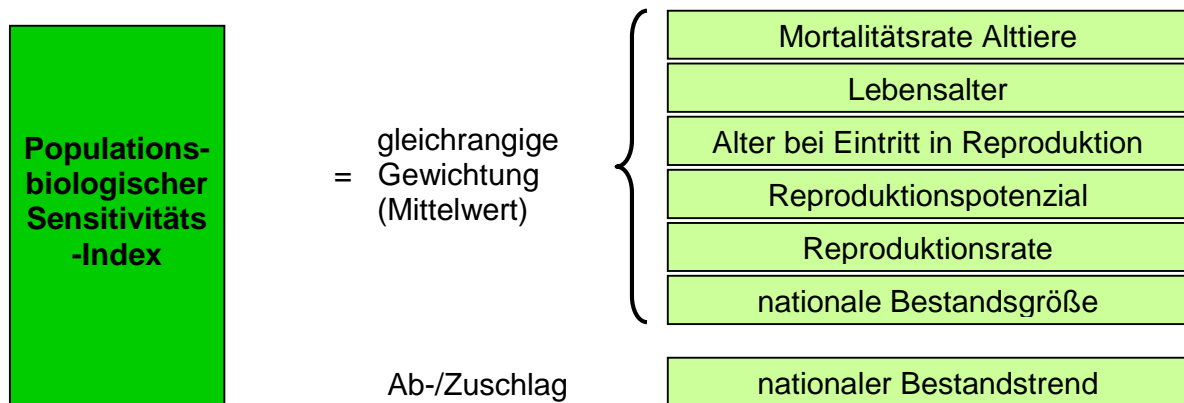 Populations-
biologischer
Sensitivitäts
-Index
=
gleichrangige
Gewichtung
(Mittelwert)
Mortalitätsrate Alttiere
Lebensalter
Alter bei Eintritt in Reproduktion
Reproduktionspotenzial
Reproduktionsrate
nationale Bestandsgröße
Ab-/Zuschlag
nationaler Bestandstrend